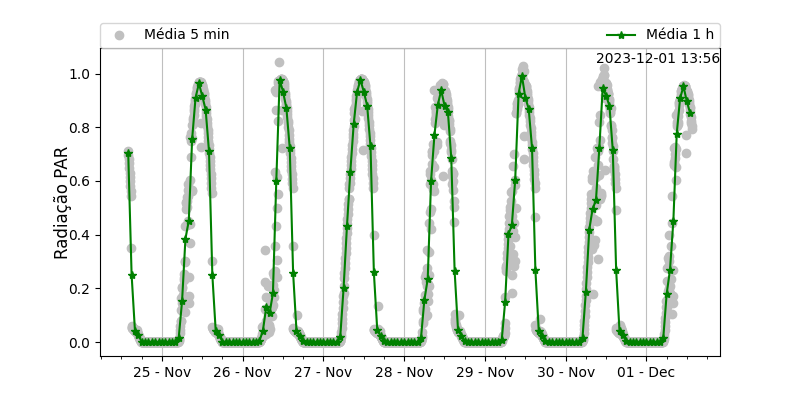 Média 5 min
Média 1 h
2023-12-01 13:56
Radiação PAR
1.0
0.8
0.6
0.4
0.2
0.0
25 - Nov
26 - Nov
27 - Nov
28 - Nov
29 - Nov
30 - Nov
01 - Dec